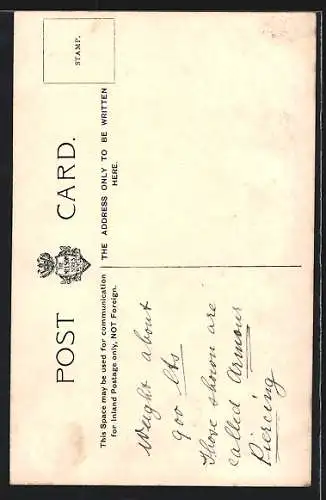 POST CARD.
STAMP.
This Space may be used for communication
for Inland Postage only, NOT Foreign.
THE ADDRESS ONLY TO BE WRITTEN
HERE.
Weight about
900 lbs
Those shown are
called Armour
Piercing